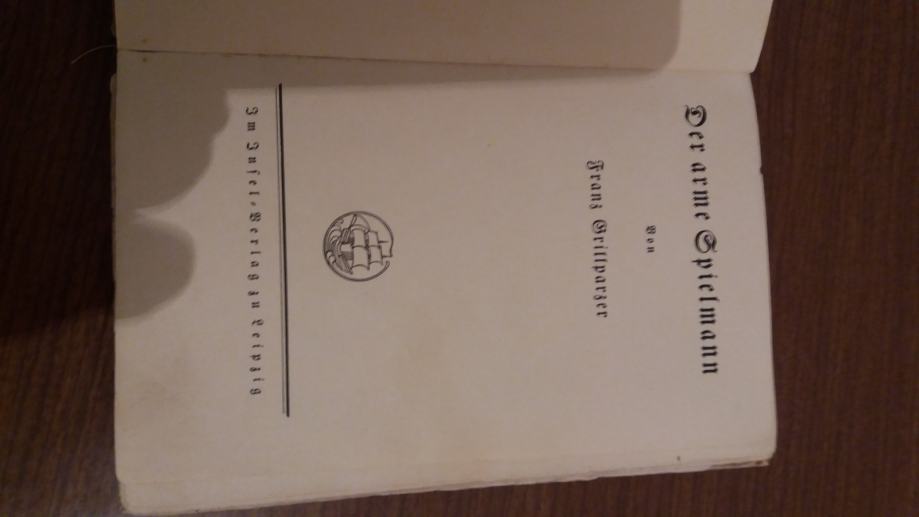 Der arme Spielmann
Von
Franz Grillparzer
Im Insel-Verlag zu Leipzig